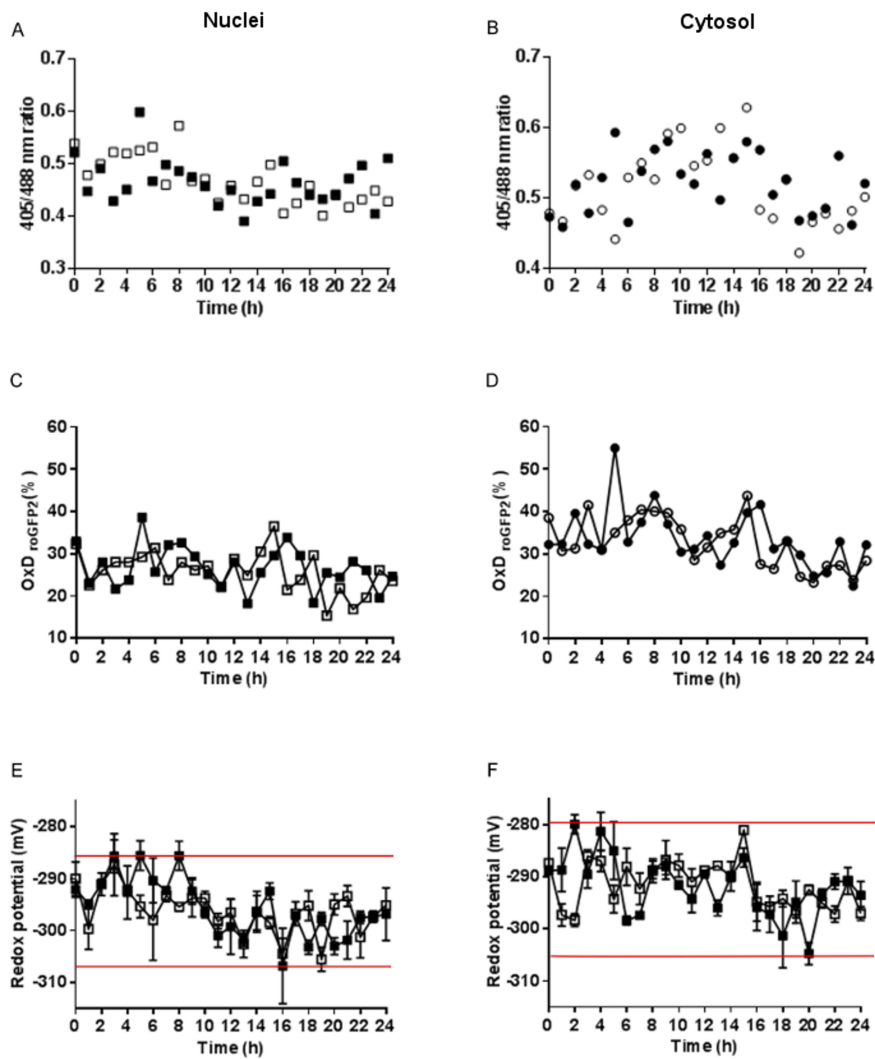 Nuclei
Cytosol
A
405/488 nm ratio
0.7
0.6
0.5
0.4
0.3
0 2 4 6 8 10 12 14 16 18 20 22 24
Time (h)
B
405/488 nm ratio
0.7
0.6
0.5
0.4
0 2 4 6 8 10 12 14 16 18 20 22 24
Time (h)
C
OxD roGFP2 (%)
60
50
40
30
20
10
0 2 4 6 8 10 12 14 16 18 20 22 24
Time (h)
D
OxD roGFP2 (%)
60
50
40
30
20
10
0 2 4 6 8 10 12 14 16 18 20 22 24
Time (h)
E
Redox potential (mV)
-280
-290
-300
-310
0 2 4 6 8 10 12 14 16 18 20 22 24
Time (h)
F
Redox potential (mV)
-280
-290
-300
-310
0 2 4 6 8 10 12 14 16 18 20 22 24
Time (h)